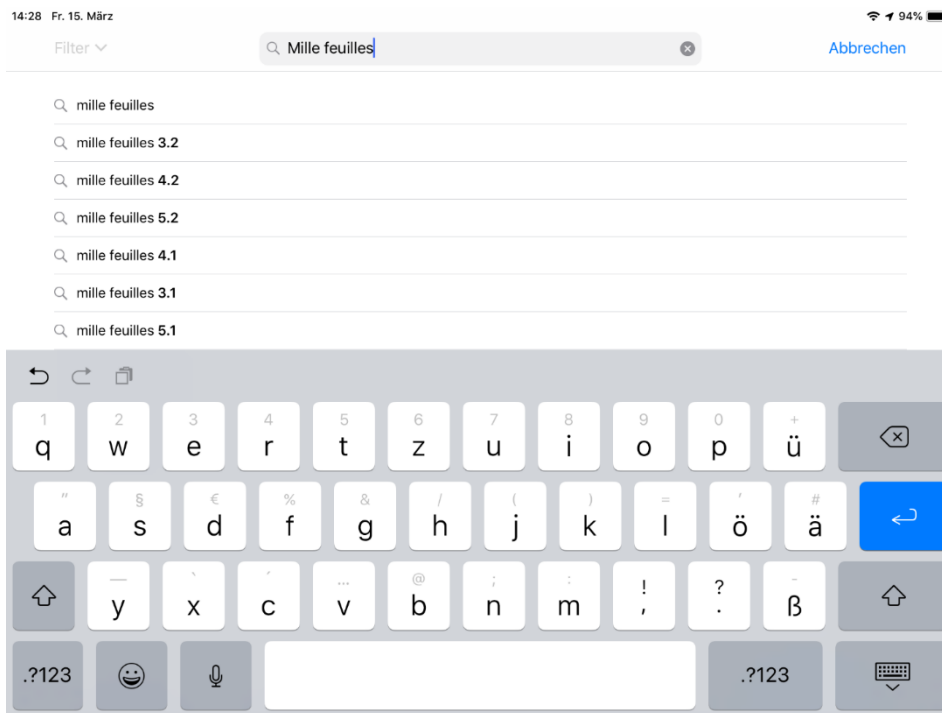 14:28 Fr. 15. März 94%
Filter Mille feuilles Abbrechen
mille feuilles
mille feuilles 3.2
mille feuilles 4.2
mille feuilles 5.2
mille feuilles 4.1
mille feuilles 3.1
mille feuilles 5.1
1 2 3 4 5 6 7 8 9 0 +
q w e r t z u i o p ü
" § € % & / ( ) = ' #
a s d f g h j k l ö ä
— ` ´ ... @ ; : ! ? -
y x c v b n m , . ß
.?123 .?123